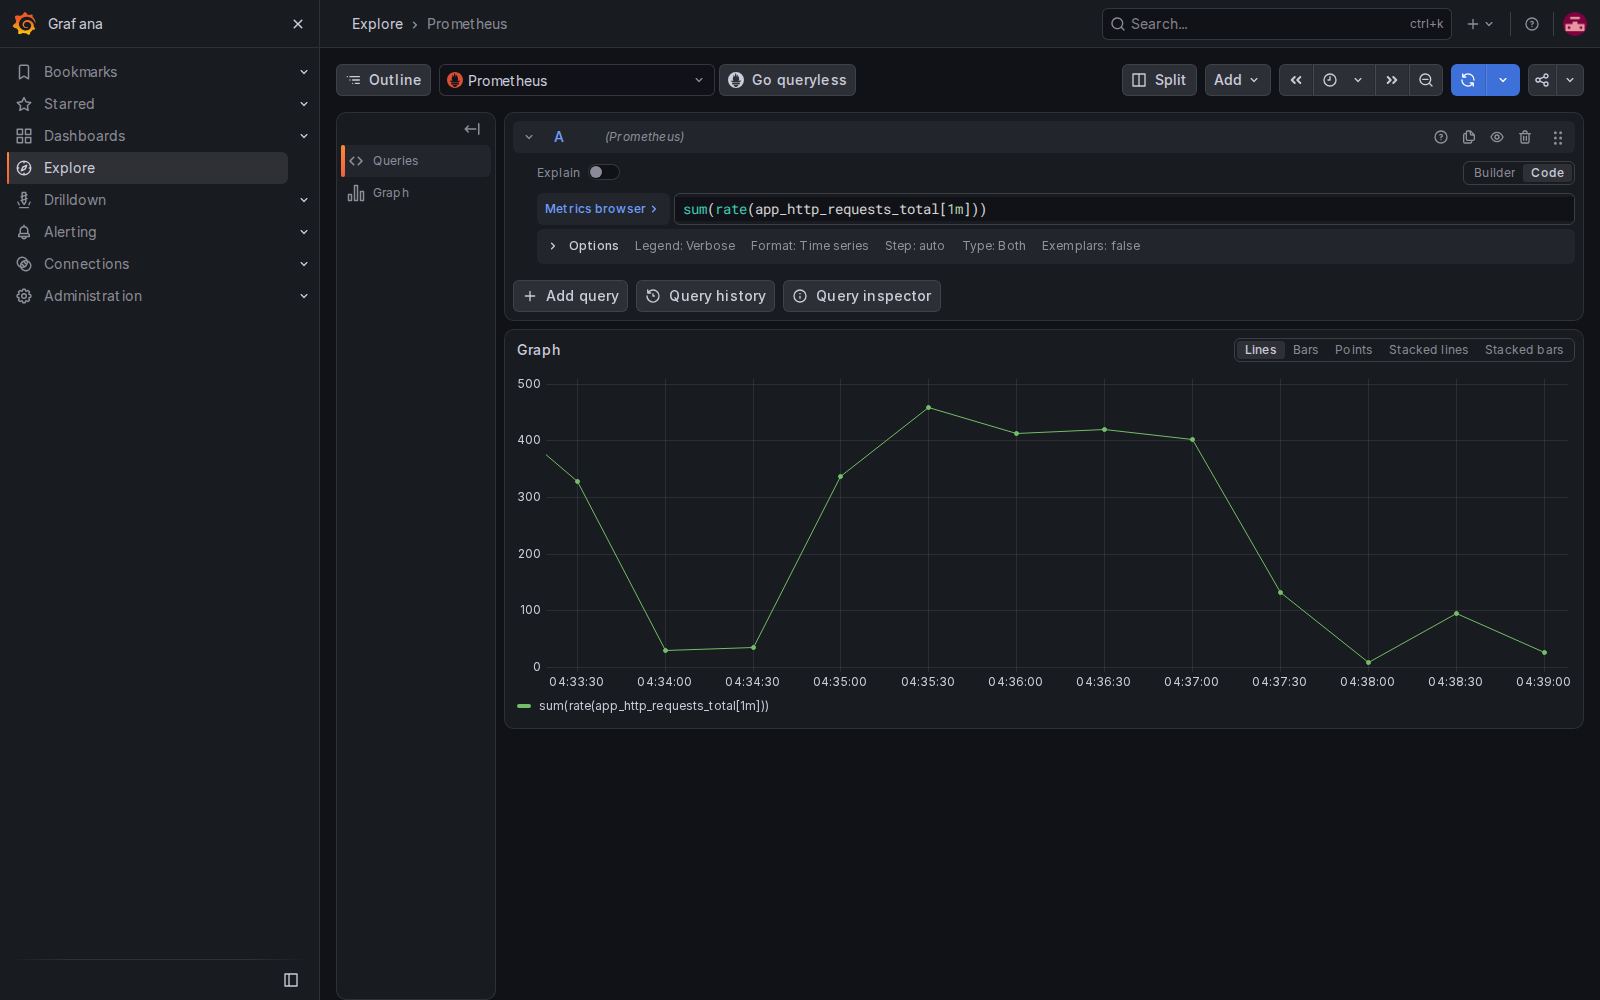 Grafana
Explore › Prometheus
Search...
ctrl+k
Bookmarks
Starred
Dashboards
Explore
Drilldown
Alerting
Connections
Administration
Outline
Prometheus
Go queryless
Split
Add
Queries
Graph
A
(Prometheus)
Explain
Builder
Code
Metrics browser
sum(rate(app_http_requests_total[1m]))
Options
Legend: Verbose
Format: Time series
Step: auto
Type: Both
Exemplars: false
Add query
Query history
Query inspector
Graph
Lines
Bars
Points
Stacked lines
Stacked bars
500
400
300
200
100
0
04:33:30
04:34:00
04:34:30
04:35:00
04:35:30
04:36:00
04:36:30
04:37:00
04:37:30
04:38:00
04:38:30
04:39:00
sum(rate(app_http_requests_total[1m]))